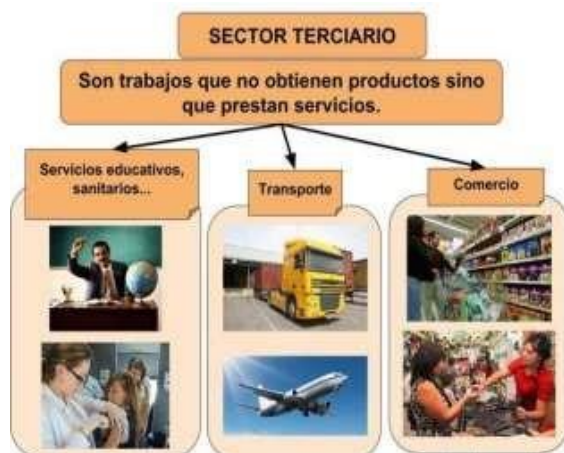 SECTOR TERCIARIO
Son trabajos que no obtienen productos sino
que prestan servicios.
Servicios educativos,
sanitarios...
Transporte
Comercio